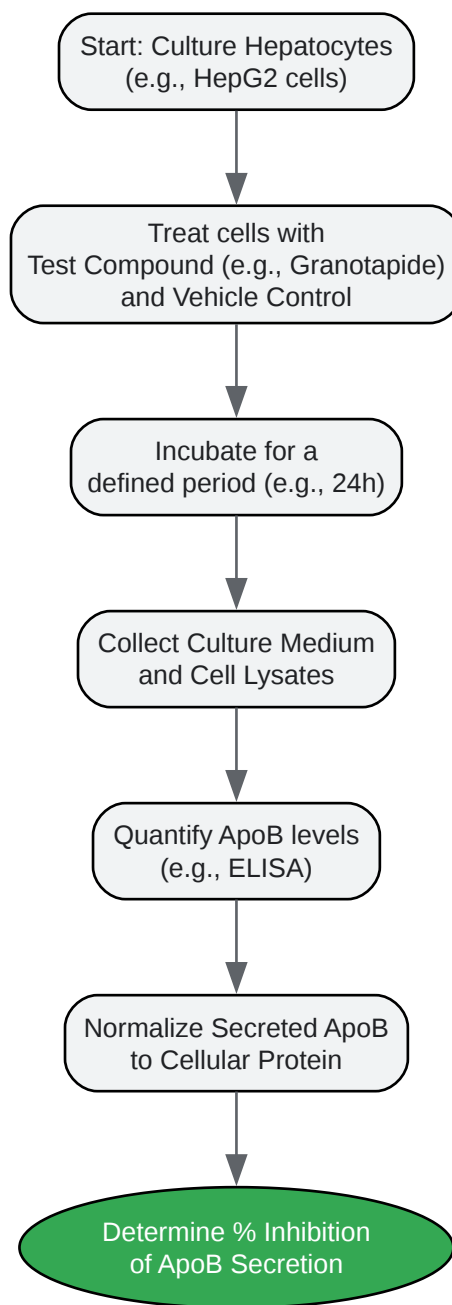 Start: Culture Hepatocytes
(e.g., HepG2 cells)
Treat cells with
Test Compound (e.g., Granotapide)
and Vehicle Control
Incubate for a
defined period (e.g., 24h)
Collect Culture Medium
and Cell Lysates
Quantify ApoB levels
(e.g., ELISA)
Normalize Secreted ApoB
to Cellular Protein
Determine % Inhibition
of ApoB Secretion